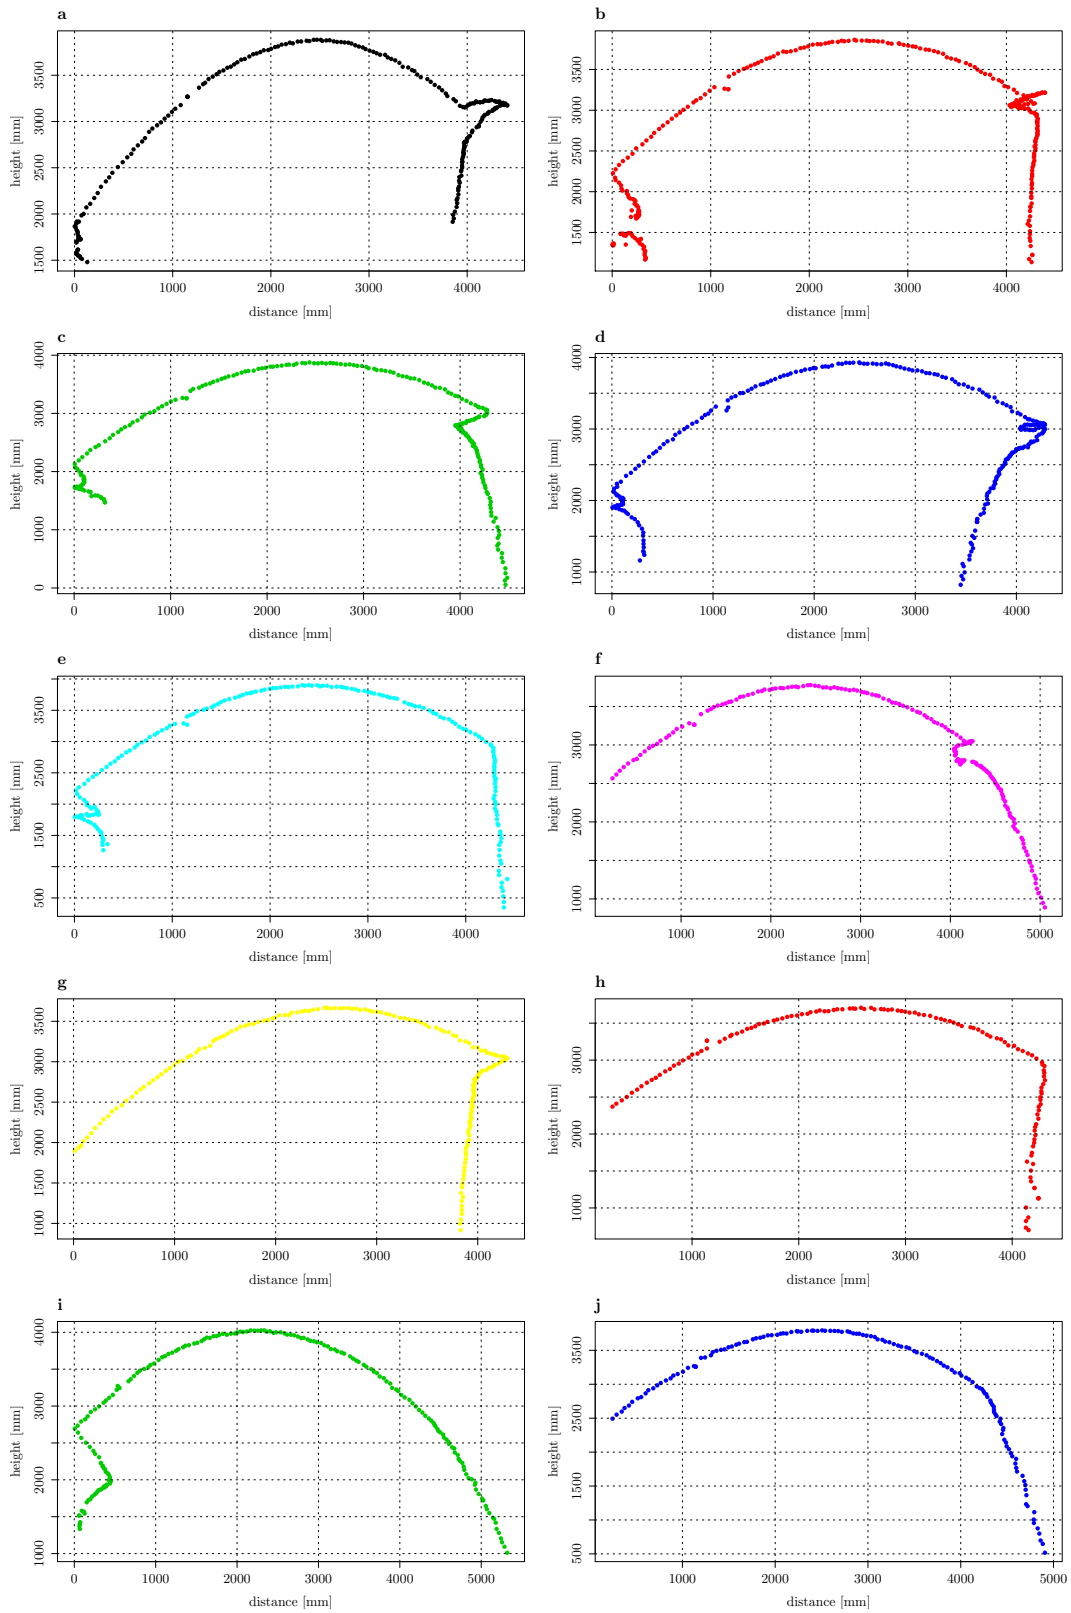 a
height [mm]
1500 2000 2500 3000 3500
0 1000 2000 3000 4000
distance [mm]
b
height [mm]
1500 2000 2500 3000 3500
0 1000 2000 3000 4000
distance [mm]
c
height [mm]
0 1000 2000 3000 4000
0 1000 2000 3000 4000
distance [mm]
d
height [mm]
1000 2000 3000 4000
0 1000 2000 3000 4000
distance [mm]
e
height [mm]
500 1500 2500 3500
0 1000 2000 3000 4000
distance [mm]
f
height [mm]
1000 2000 3000
1000 2000 3000 4000 5000
distance [mm]
g
height [mm]
1000 1500 2000 2500 3000 3500
0 1000 2000 3000 4000
distance [mm]
h
height [mm]
1000 2000 3000
1000 2000 3000 4000
distance [mm]
i
height [mm]
1000 2000 3000 4000
0 1000 2000 3000 4000 5000
distance [mm]
j
height [mm]
500 1500 2500 3500
1000 2000 3000 4000 5000
distance [mm]